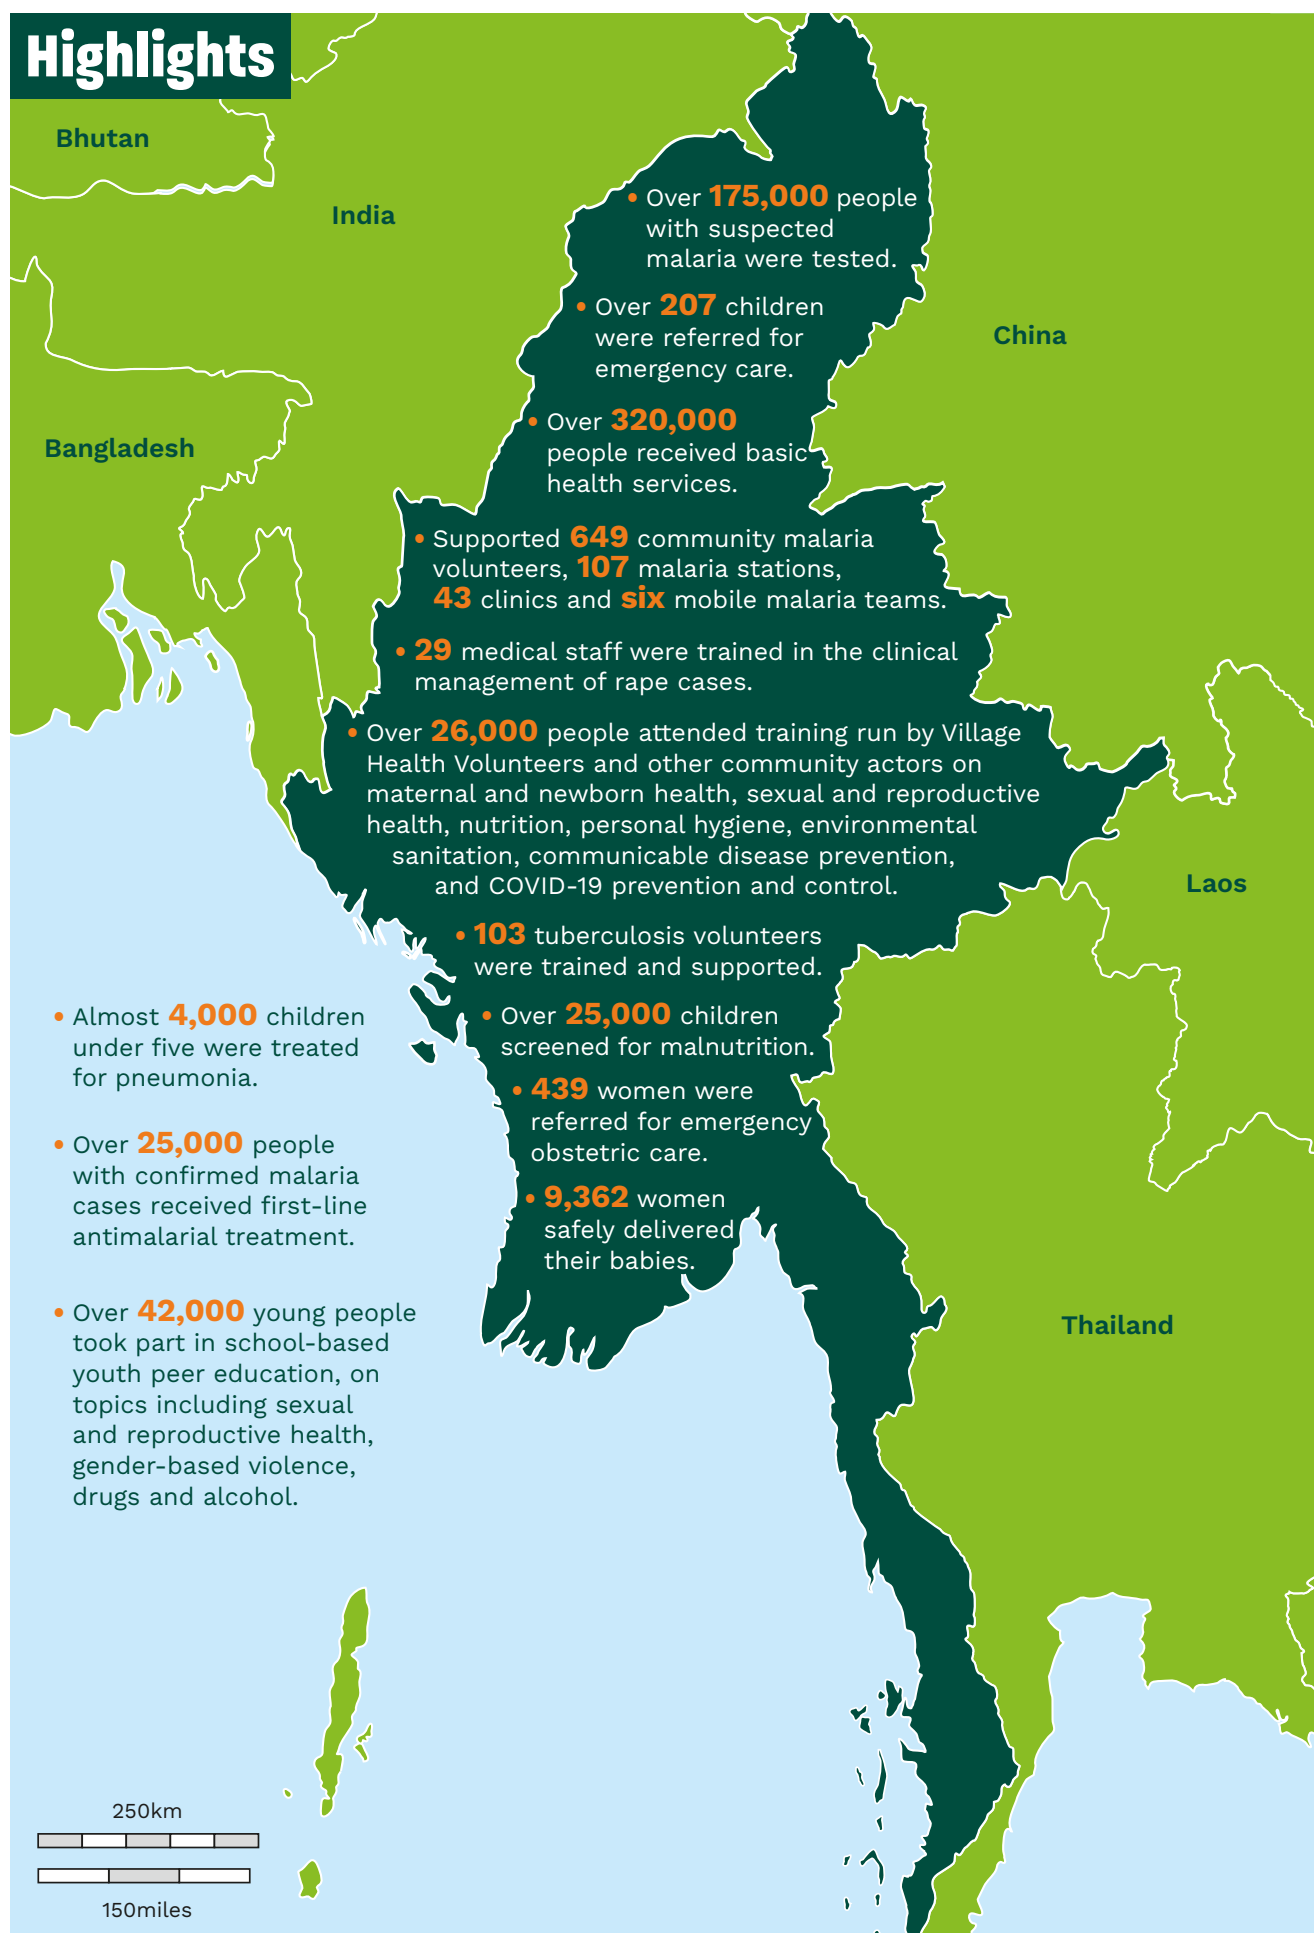 Highlights
Bhutan
India
China
Bangladesh
Laos
Thailand
• Over 175,000 people
with suspected
malaria were tested.
• Over 207 children
were referred for
emergency care.
• Over 320,000
people received basic
health services.
• Supported 649 community malaria
volunteers, 107 malaria stations,
43 clinics and six mobile malaria teams.
• 29 medical staff were trained in the clinical
management of rape cases.
• Over 26,000 people attended training run by Village
Health Volunteers and other community actors on
maternal and newborn health, sexual and reproductive
health, nutrition, personal hygiene, environmental
sanitation, communicable disease prevention,
and COVID-19 prevention and control.
• 103 tuberculosis volunteers
were trained and supported.
• Over 25,000 children
screened for malnutrition.
• 439 women were
referred for emergency
obstetric care.
• 9,362 women
safely delivered
their babies.
• Almost 4,000 children
under five were treated
for pneumonia.
• Over 25,000 people
with confirmed malaria
cases received first-line
antimalarial treatment.
• Over 42,000 young people
took part in school-based
youth peer education, on
topics including sexual
and reproductive health,
gender-based violence,
drugs and alcohol.
250km
150miles